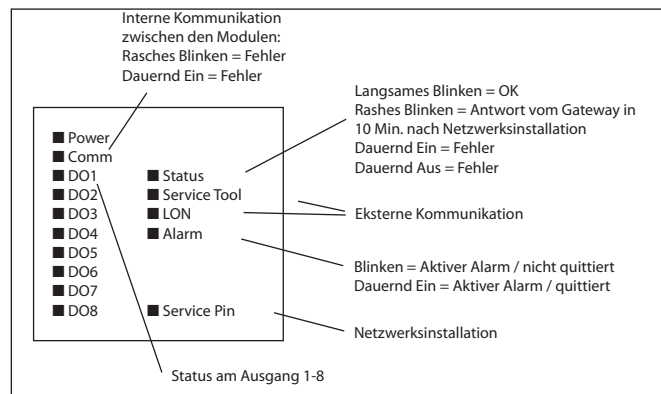 Interne Kommunikation
zwischen den Modulen:
Rasches Blinken = Fehler
Dauernd Ein = Fehler
Langsames Blinken = OK
Rashes Blinken = Antwort vom Gateway in
10 Min. nach Netzwerksinstallation
Dauernd Ein = Fehler
Dauernd Aus = Fehler
Power
Comm
DO1
DO2
DO3
DO4
DO5
DO6
DO7
DO8
Status
Service Tool
LON
Alarm
Service Pin
Eksterne Kommunikation
Blinken = Aktiver Alarm / nicht quittiert
Dauernd Ein = Aktiver Alarm / quittiert
Netzwerksinstallation
Status am Ausgang 1-8